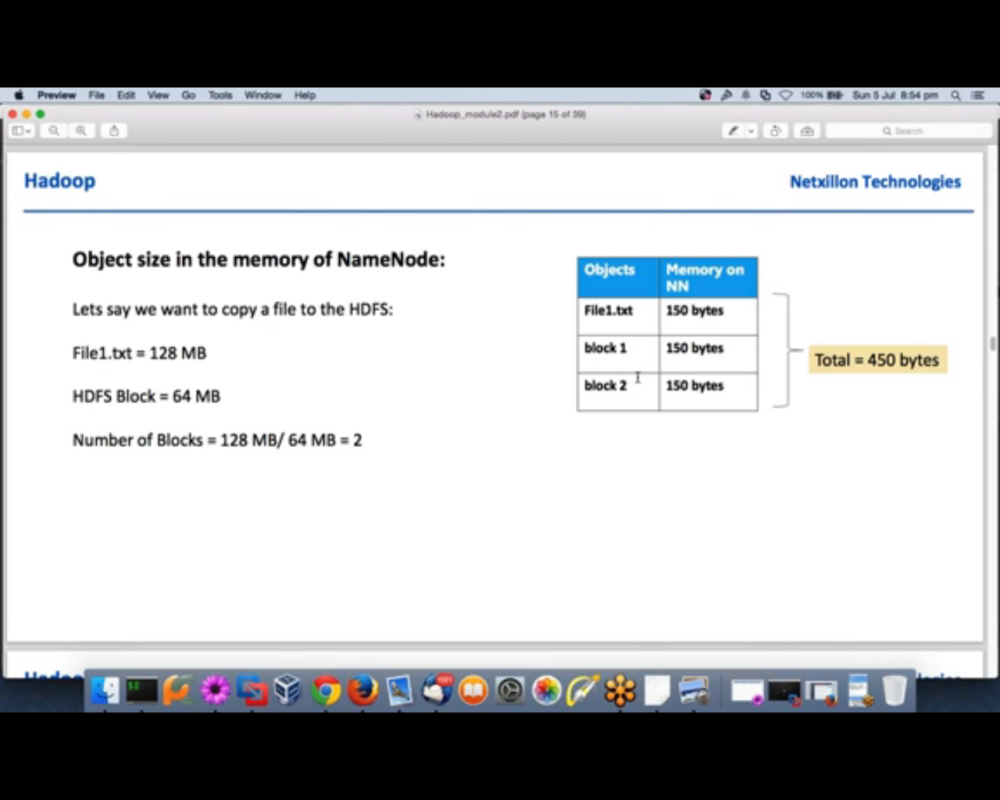 Preview File Edit View Go Tools Window Help 100% Sun 5 Jul 8:54 pm
Hadoop_module2.pdf (page 15 of 39)
Search
Hadoop Netxillon Technologies
Object size in the memory of NameNode:
Lets say we want to copy a file to the HDFS:
File1.txt = 128 MB
HDFS Block = 64 MB
Number of Blocks = 128 MB/ 64 MB = 2
Objects Memory on
NN
File1.txt 150 bytes
block 1 150 bytes
block 2 150 bytes
Total = 450 bytes